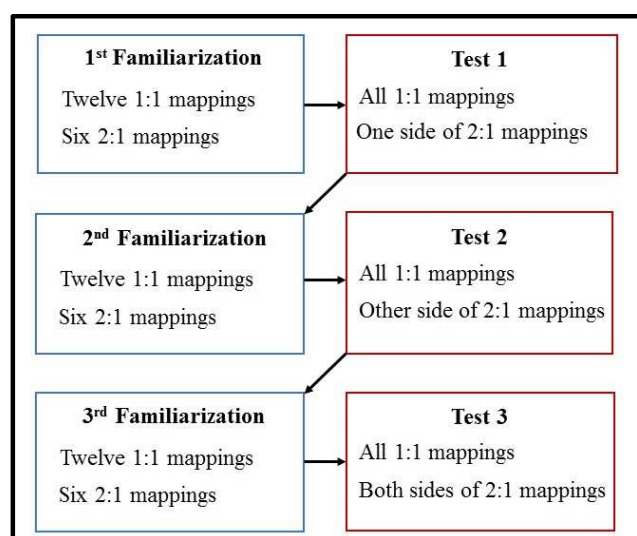 1st Familiarization
Twelve 1:1 mappings
Six 2:1 mappings
Test 1
All 1:1 mappings
One side of 2:1 mappings
2nd Familiarization
Twelve 1:1 mappings
Six 2:1 mappings
Test 2
All 1:1 mappings
Other side of 2:1 mappings
3rd Familiarization
Twelve 1:1 mappings
Six 2:1 mappings
Test 3
All 1:1 mappings
Both sides of 2:1 mappings